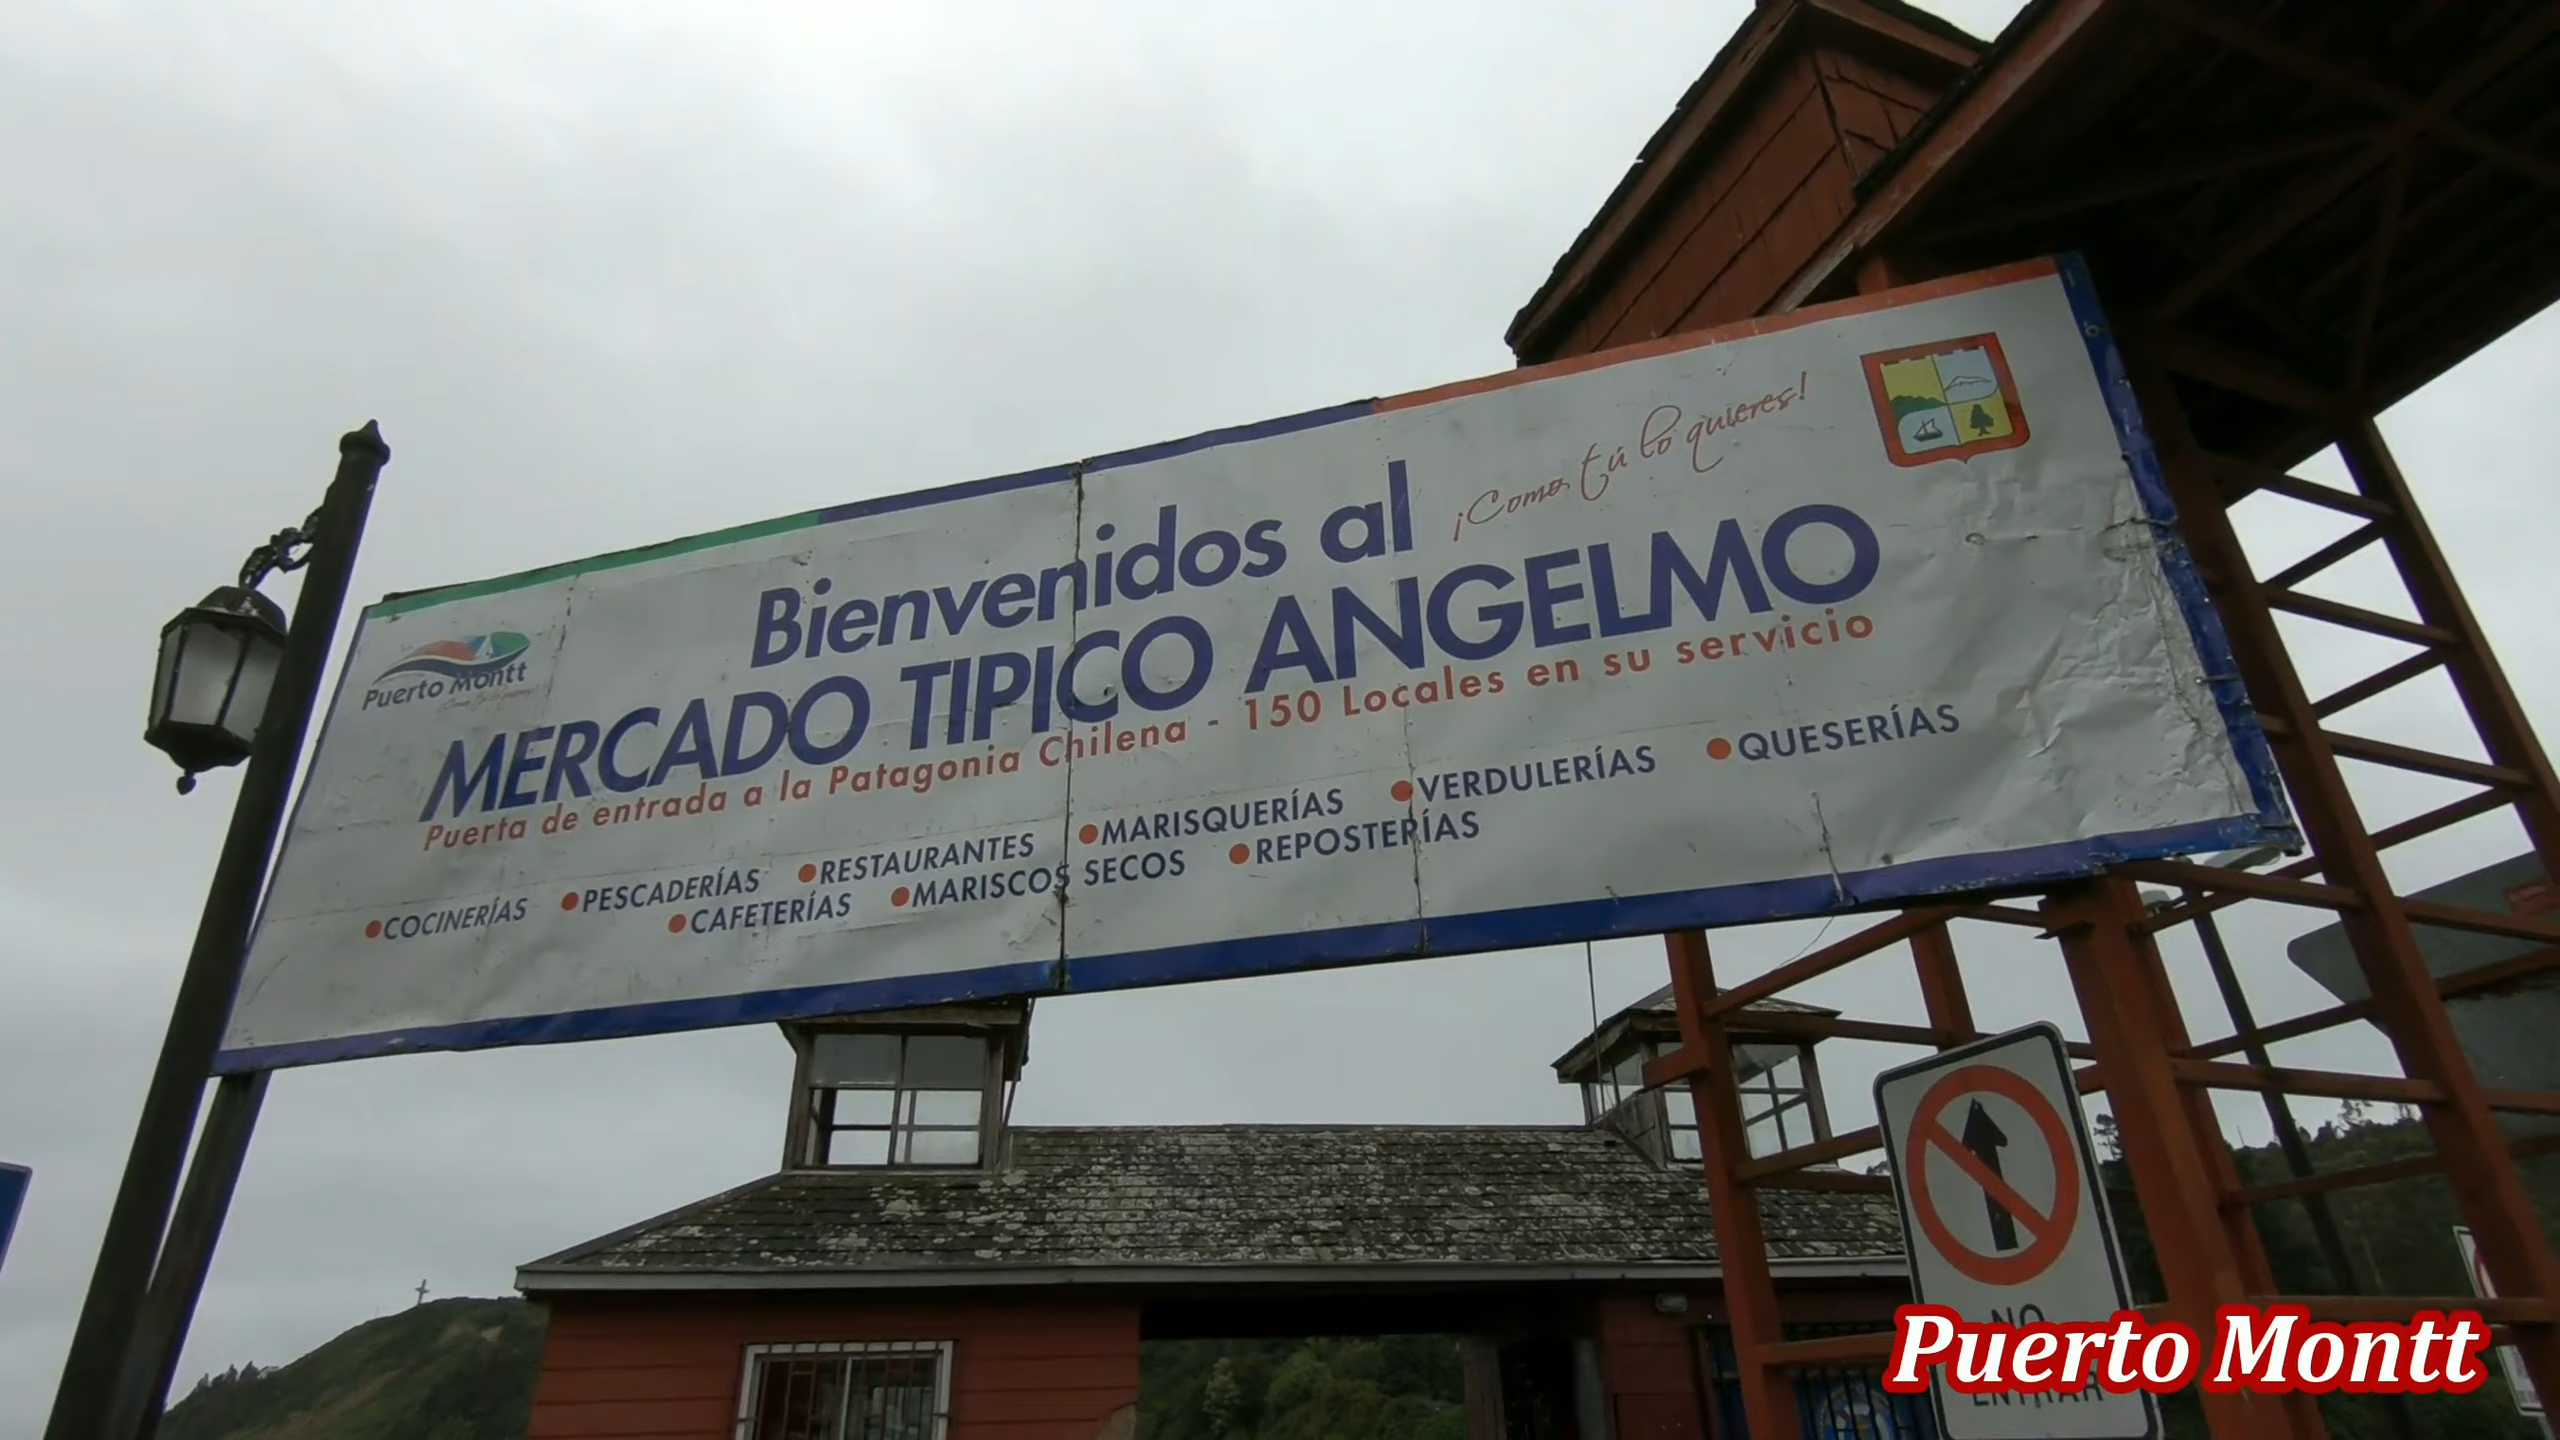 ¡Como tú lo quieres!
Bienvenidos al
Puerto Montt
MERCADO TIPICO ANGELMO
Puerta de entrada a la Patagonia Chilena - 150 Locales en su servicio
•COCINERÍAS •PESCADERÍAS •RESTAURANTES •MARISQUERÍAS •VERDULERÍAS •QUESERÍAS
•CAFETERÍAS •MARISCOS SECOS •REPOSTERÍAS
NO
ENTRAR
Puerto Montt